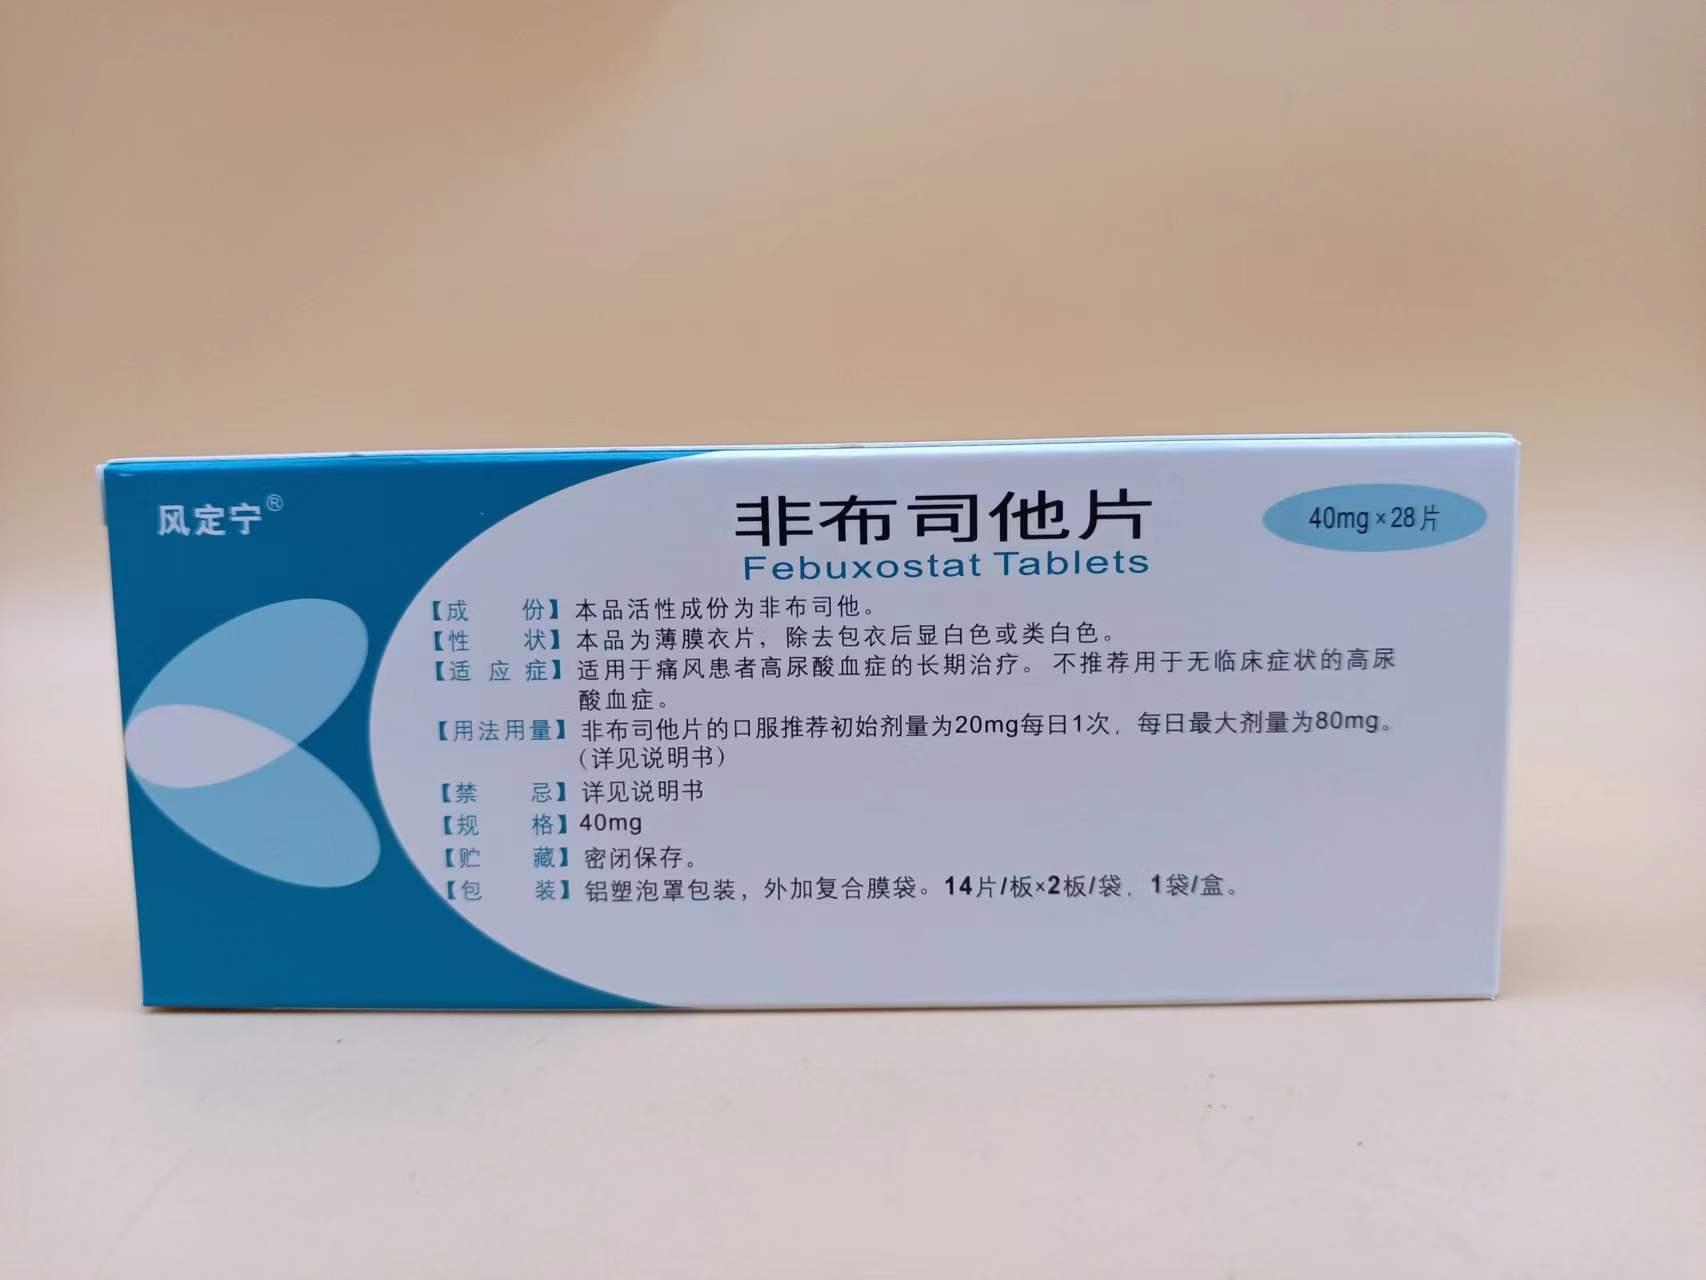 风定宁®
非布司他片
40mg×28片
Febuxostat Tablets
【成 份】本品活性成份为非布司他。
【性 状】本品为薄膜衣片，除去包衣后显白色或类白色。
【适应症】适用于痛风患者高尿酸血症的长期治疗。不推荐用于无临床症状的高尿
酸血症。
【用法用量】非布司他片的口服推荐初始剂量为20mg每日1次，每日最大剂量为80mg。
（详见说明书）
【禁 忌】详见说明书
【规 格】40mg
【贮 藏】密闭保存。
【包 装】铝塑泡罩包装，外加复合膜袋。14片/板×2板/袋，1袋/盒。